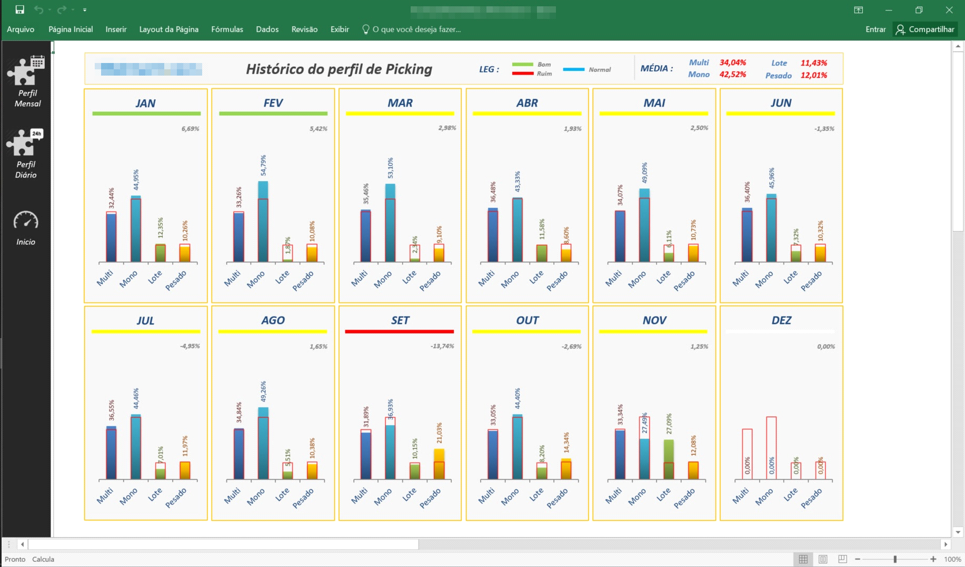 Arquivo Página Inicial Inserir Layout da Página Fórmulas Dados Revisão Exibir O que você deseja fazer... Entrar Compartilhar
Perfil
Mensal
24h
Perfil
Diário
Inicio
Histórico do perfil de Picking
LEG : Bom Ruim Normal
MÉDIA : Multi 34,04% Lote 11,43%
Mono 42,52% Pesado 12,01%
JAN
6,69%
32,44% 44,95% 12,35% 10,26%
Multi Mono Lote Pesado
FEV
5,42%
33,26% 54,79% 1,87% 10,08%
Multi Mono Lote Pesado
MAR
2,98%
35,46% 53,10% 2,34% 9,10%
Multi Mono Lote Pesado
ABR
1,93%
36,48% 43,33% 11,58% 8,60%
Multi Mono Lote Pesado
MAI
2,50%
34,07% 49,09% 6,11% 10,73%
Multi Mono Lote Pesado
JUN
-1,35%
36,40% 45,96% 7,32% 10,32%
Multi Mono Lote Pesado
JUL
-4,95%
36,55% 44,46% 7,01% 11,97%
Multi Mono Lote Pesado
AGO
1,65%
34,84% 49,26% 5,51% 10,38%
Multi Mono Lote Pesado
SET
-13,74%
31,89% 36,93% 10,15% 21,03%
Multi Mono Lote Pesado
OUT
-2,69%
33,05% 44,40% 8,20% 14,34%
Multi Mono Lote Pesado
NOV
1,25%
33,34% 27,49% 27,09% 12,08%
Multi Mono Lote Pesado
DEZ
0,00%
0,00% 0,00% 0,00% 0,00%
Multi Mono Lote Pesado
Pronto Calcula 100%